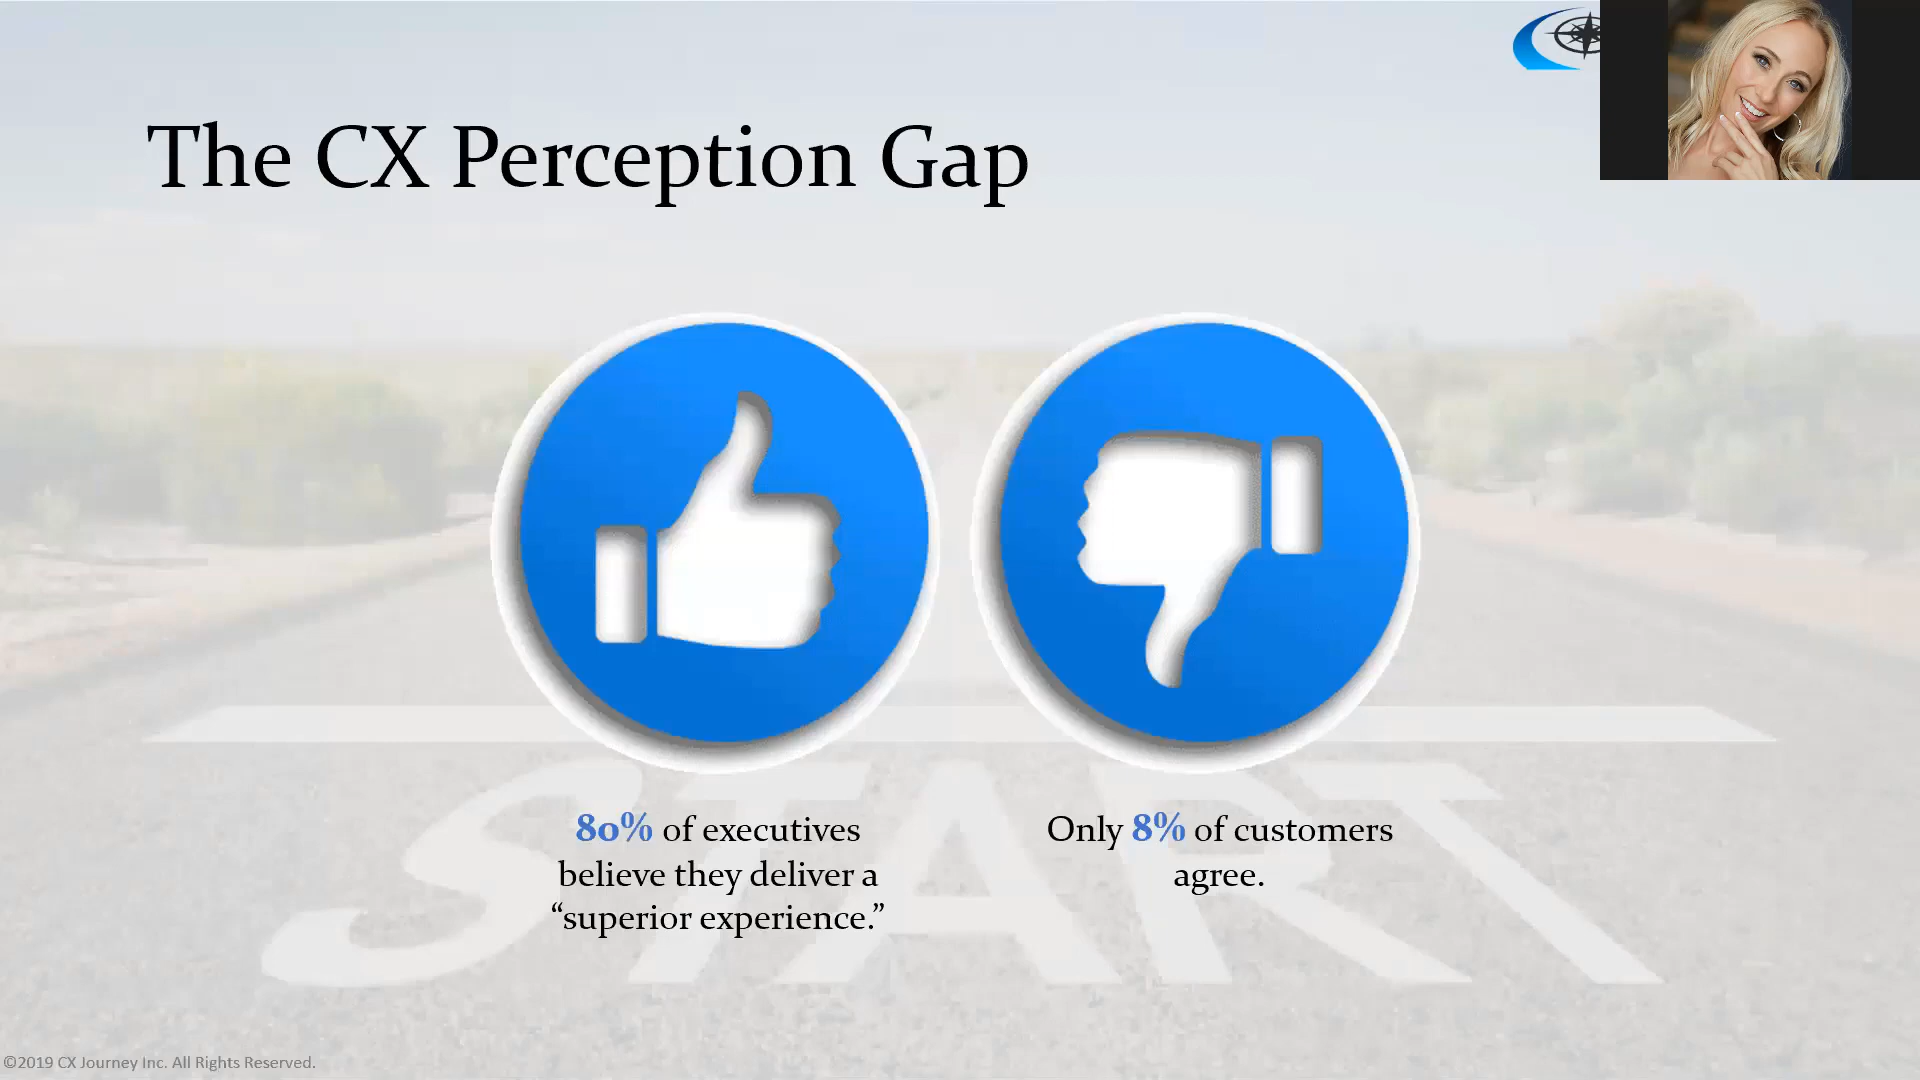 The CX Perception Gap
80% of executives
believe they deliver a
“superior experience.”
Only 8% of customers
agree.
START
©2019 CX Journey Inc. All Rights Reserved.